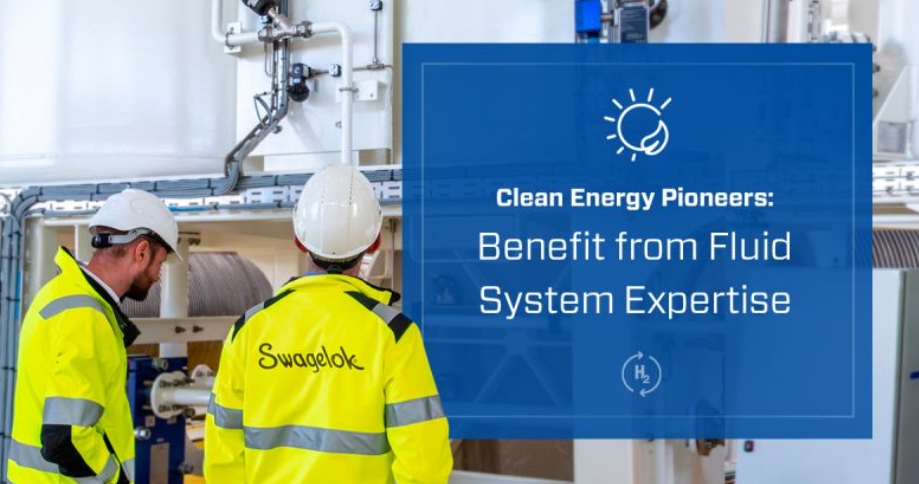 Clean Energy Pioneers:
Benefit from Fluid
System Expertise
Swagelok
H₂